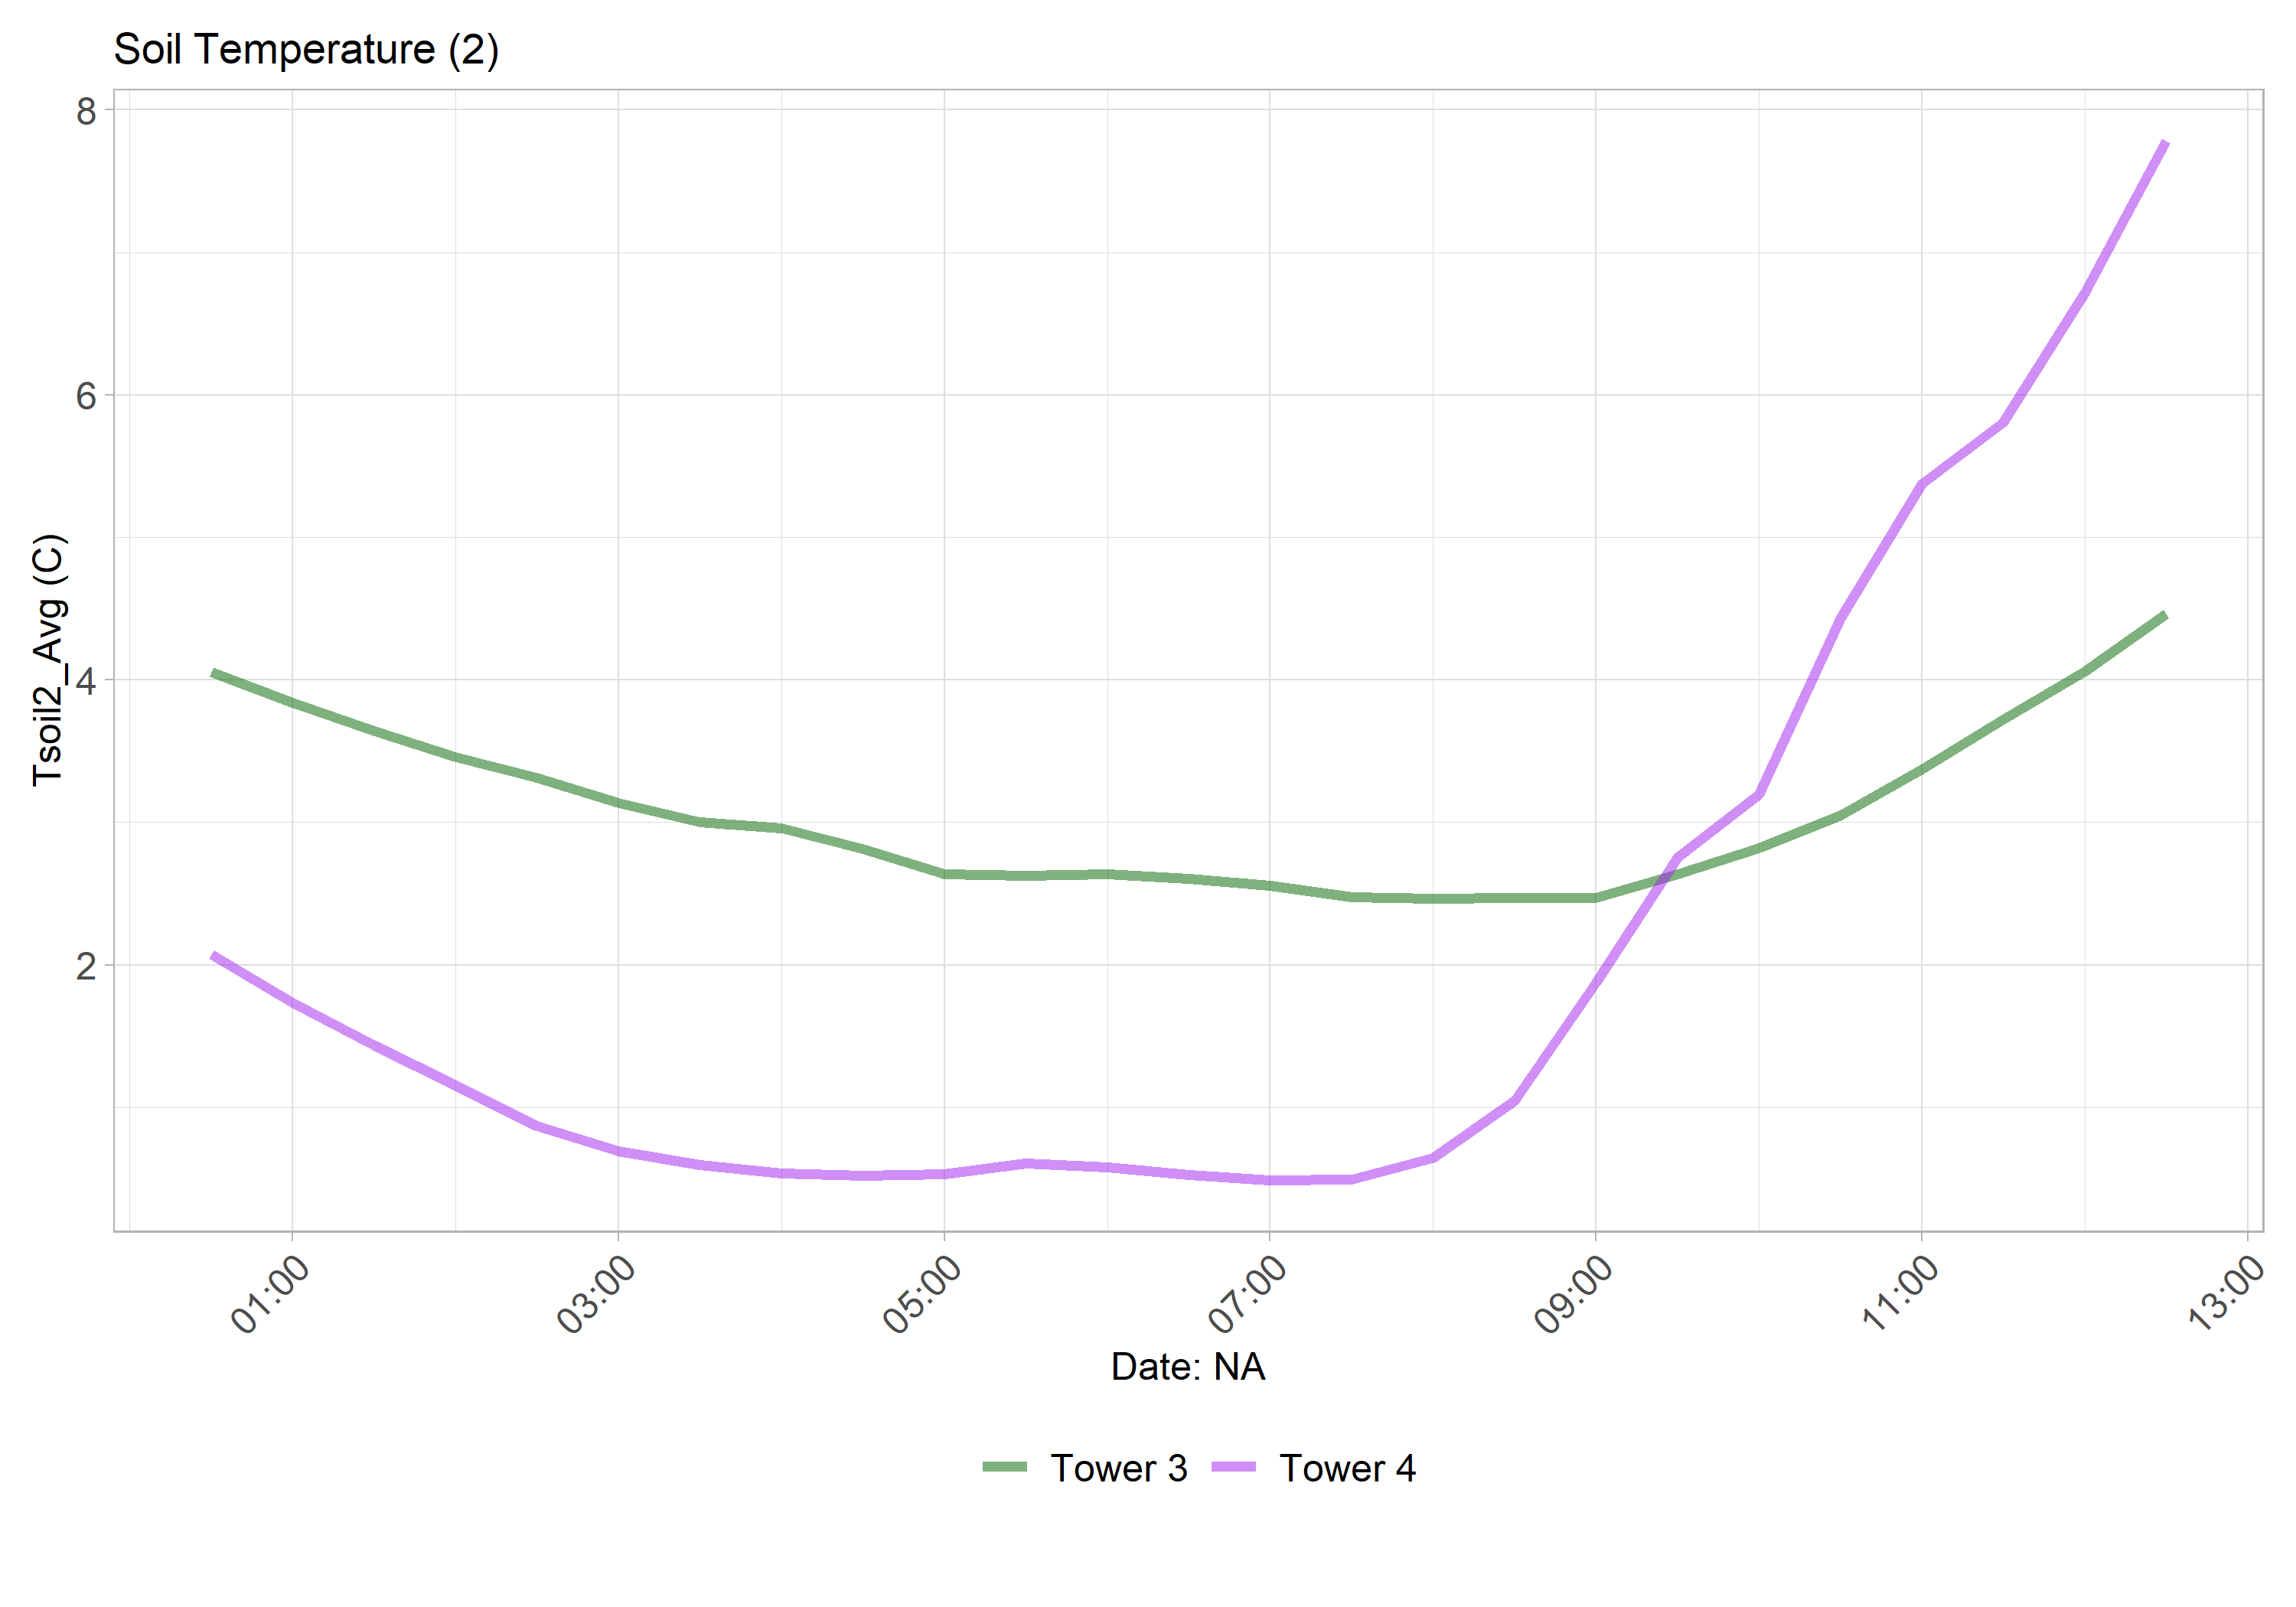 Soil Temperature (2)
Tsoil2_Avg (C)
8
6
4
2
01:00
03:00
05:00
07:00
09:00
11:00
13:00
Date: NA
Tower 3
Tower 4